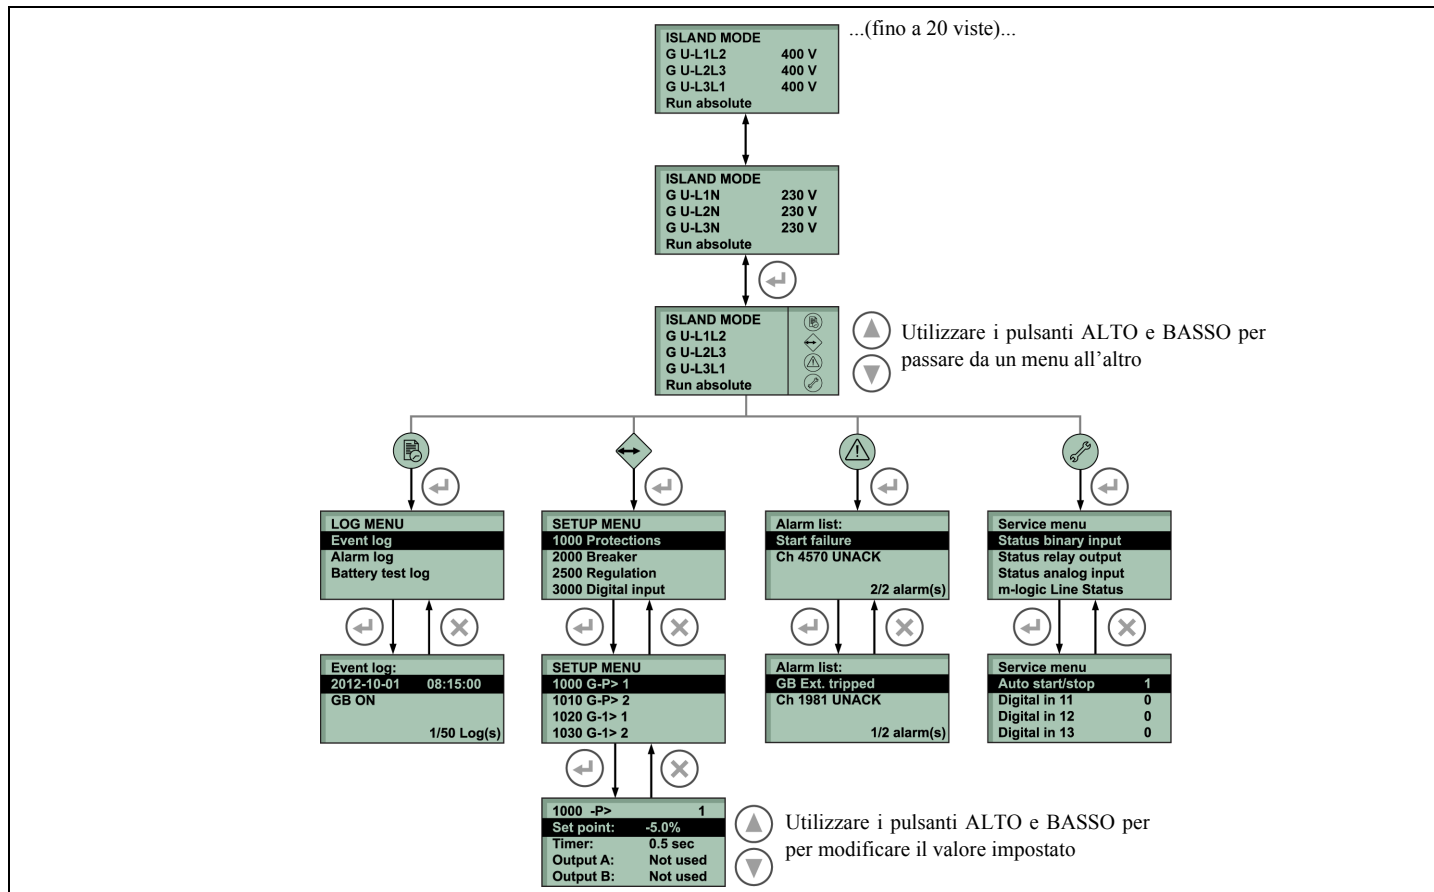 ISLAND MODE
G U-L1L2 400 V
G U-L2L3 400 V
G U-L3L1 400 V
Run absolute
...(fino a 20 viste)...
ISLAND MODE
G U-L1N 230 V
G U-L2N 230 V
G U-L3N 230 V
Run absolute
ISLAND MODE
G U-L1L2
G U-L2L3
G U-L3L1
Run absolute
Utilizzare i pulsanti ALTO e BASSO per
passare da un menu all'altro
LOG MENU
Event log
Alarm log
Battery test log
SETUP MENU
1000 Protections
2000 Breaker
2500 Regulation
3000 Digital input
Alarm list:
Start failure
Ch 4570 UNACK
2/2 alarm(s)
Service menu
Status binary input
Status relay output
Status analog input
m-logic Line Status
Event log:
2012-10-01 08:15:00
GB ON
1/50 Log(s)
SETUP MENU
1000 G-P> 1
1010 G-P> 2
1020 G-1> 1
1030 G-1> 2
Alarm list:
GB Ext. tripped
Ch 1981 UNACK
1/2 alarm(s)
Service menu
Auto start/stop 1
Digital in 11 0
Digital in 12 0
Digital in 13 0
1000 -P> 1
Set point: -5.0%
Timer: 0.5 sec
Output A: Not used
Output B: Not used
Utilizzare i pulsanti ALTO e BASSO per
per modificare il valore impostato